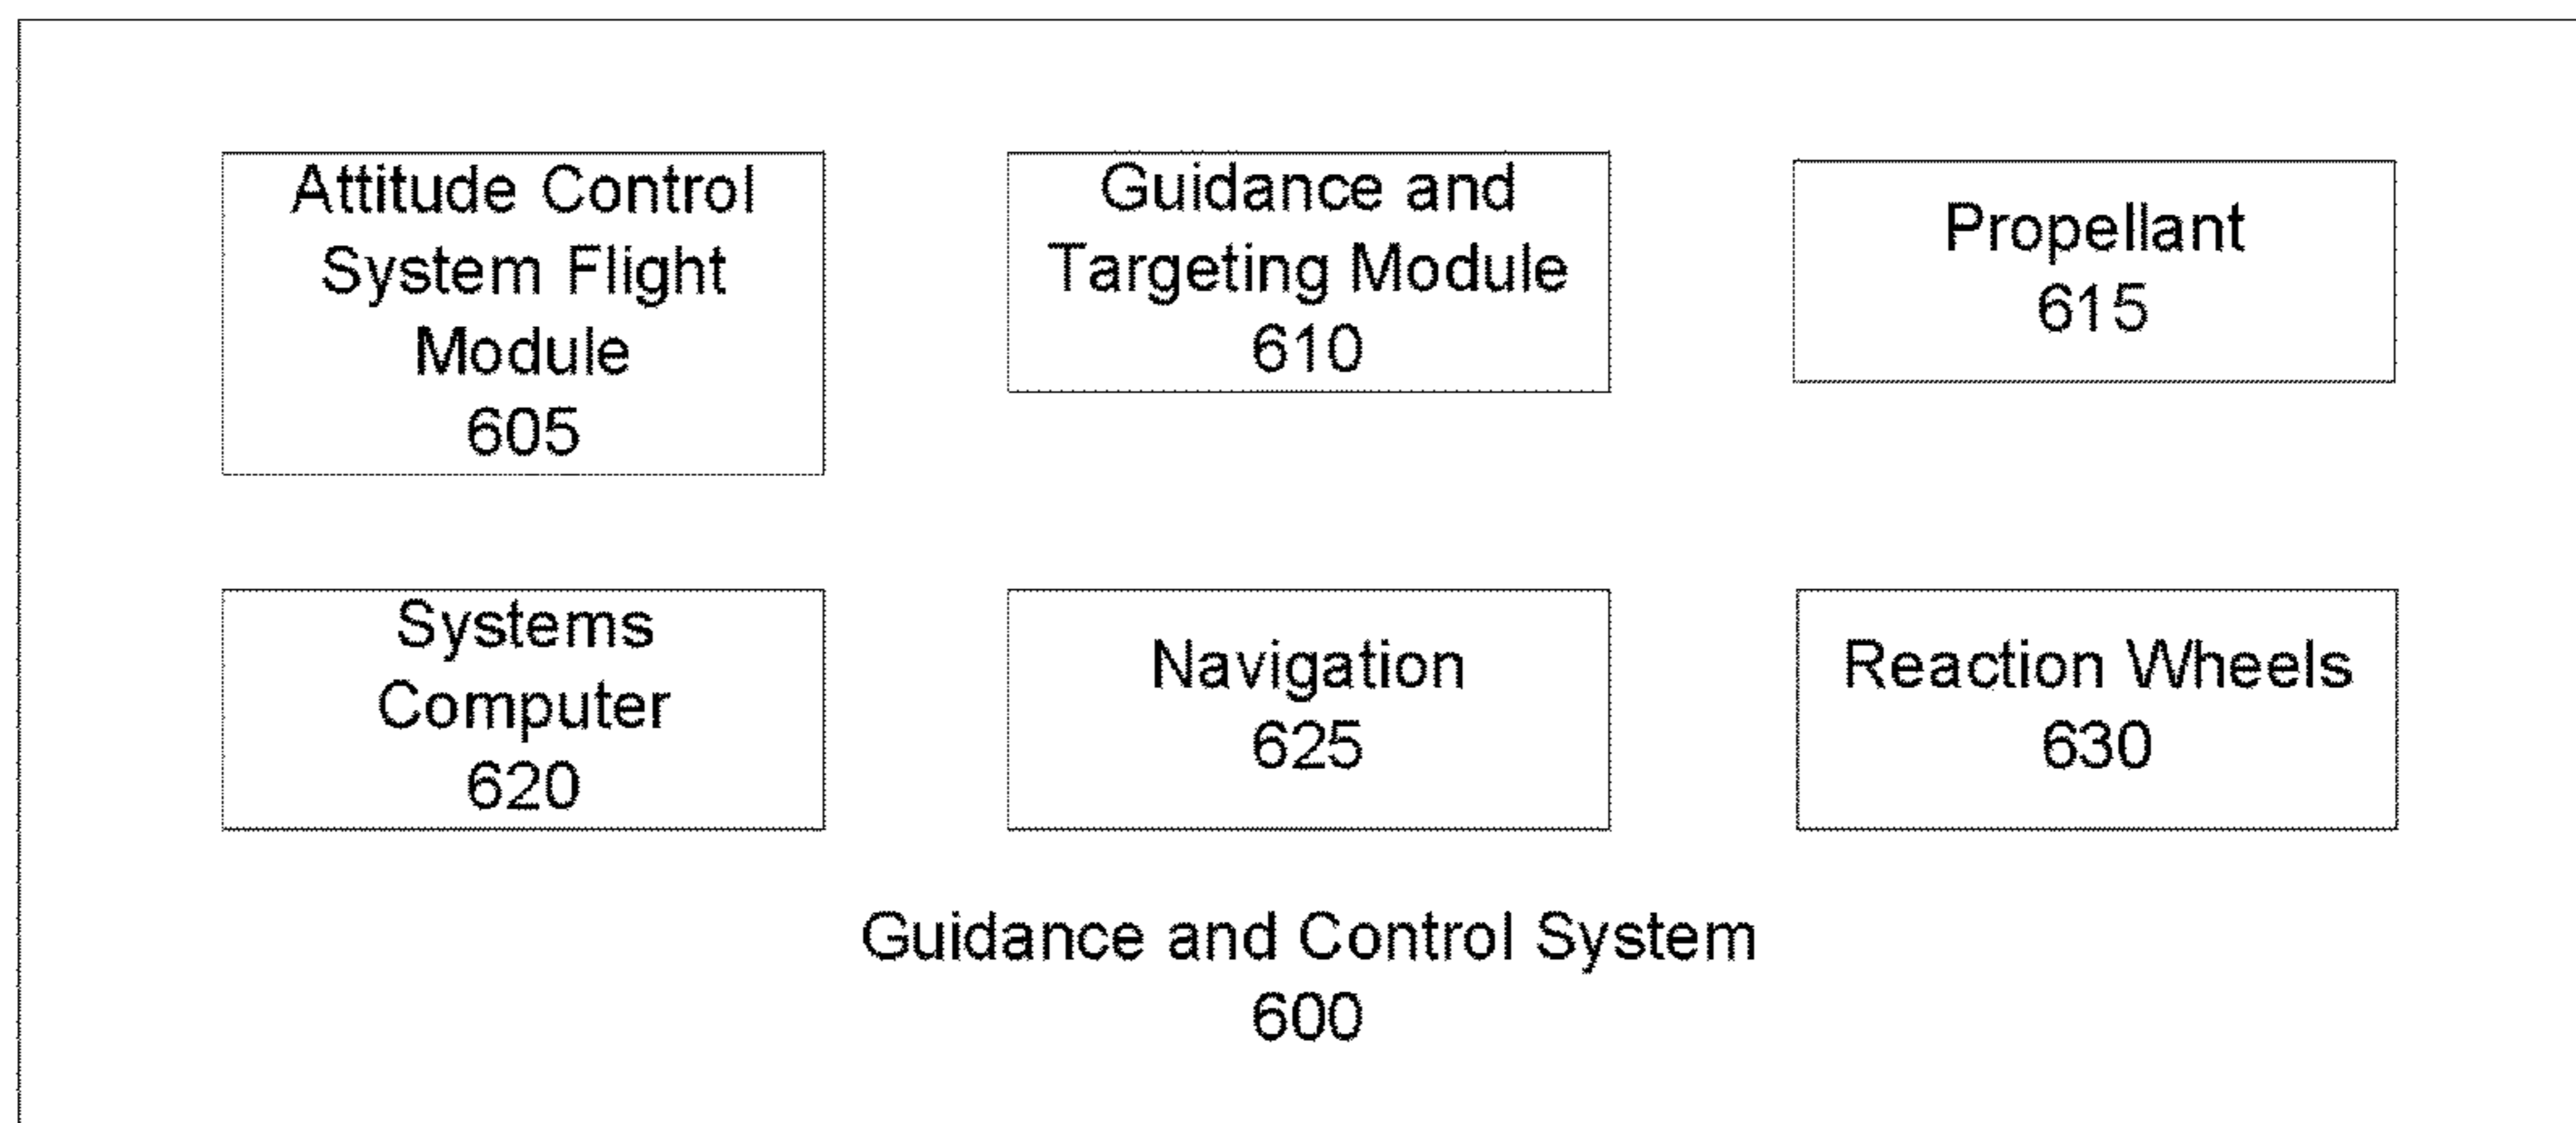 Attitude Control
System Flight
Module
605
Guidance and
Targeting Module
610
Propellant
615
Systems
Computer
620
Navigation
625
Reaction Wheels
630
Guidance and Control System
600